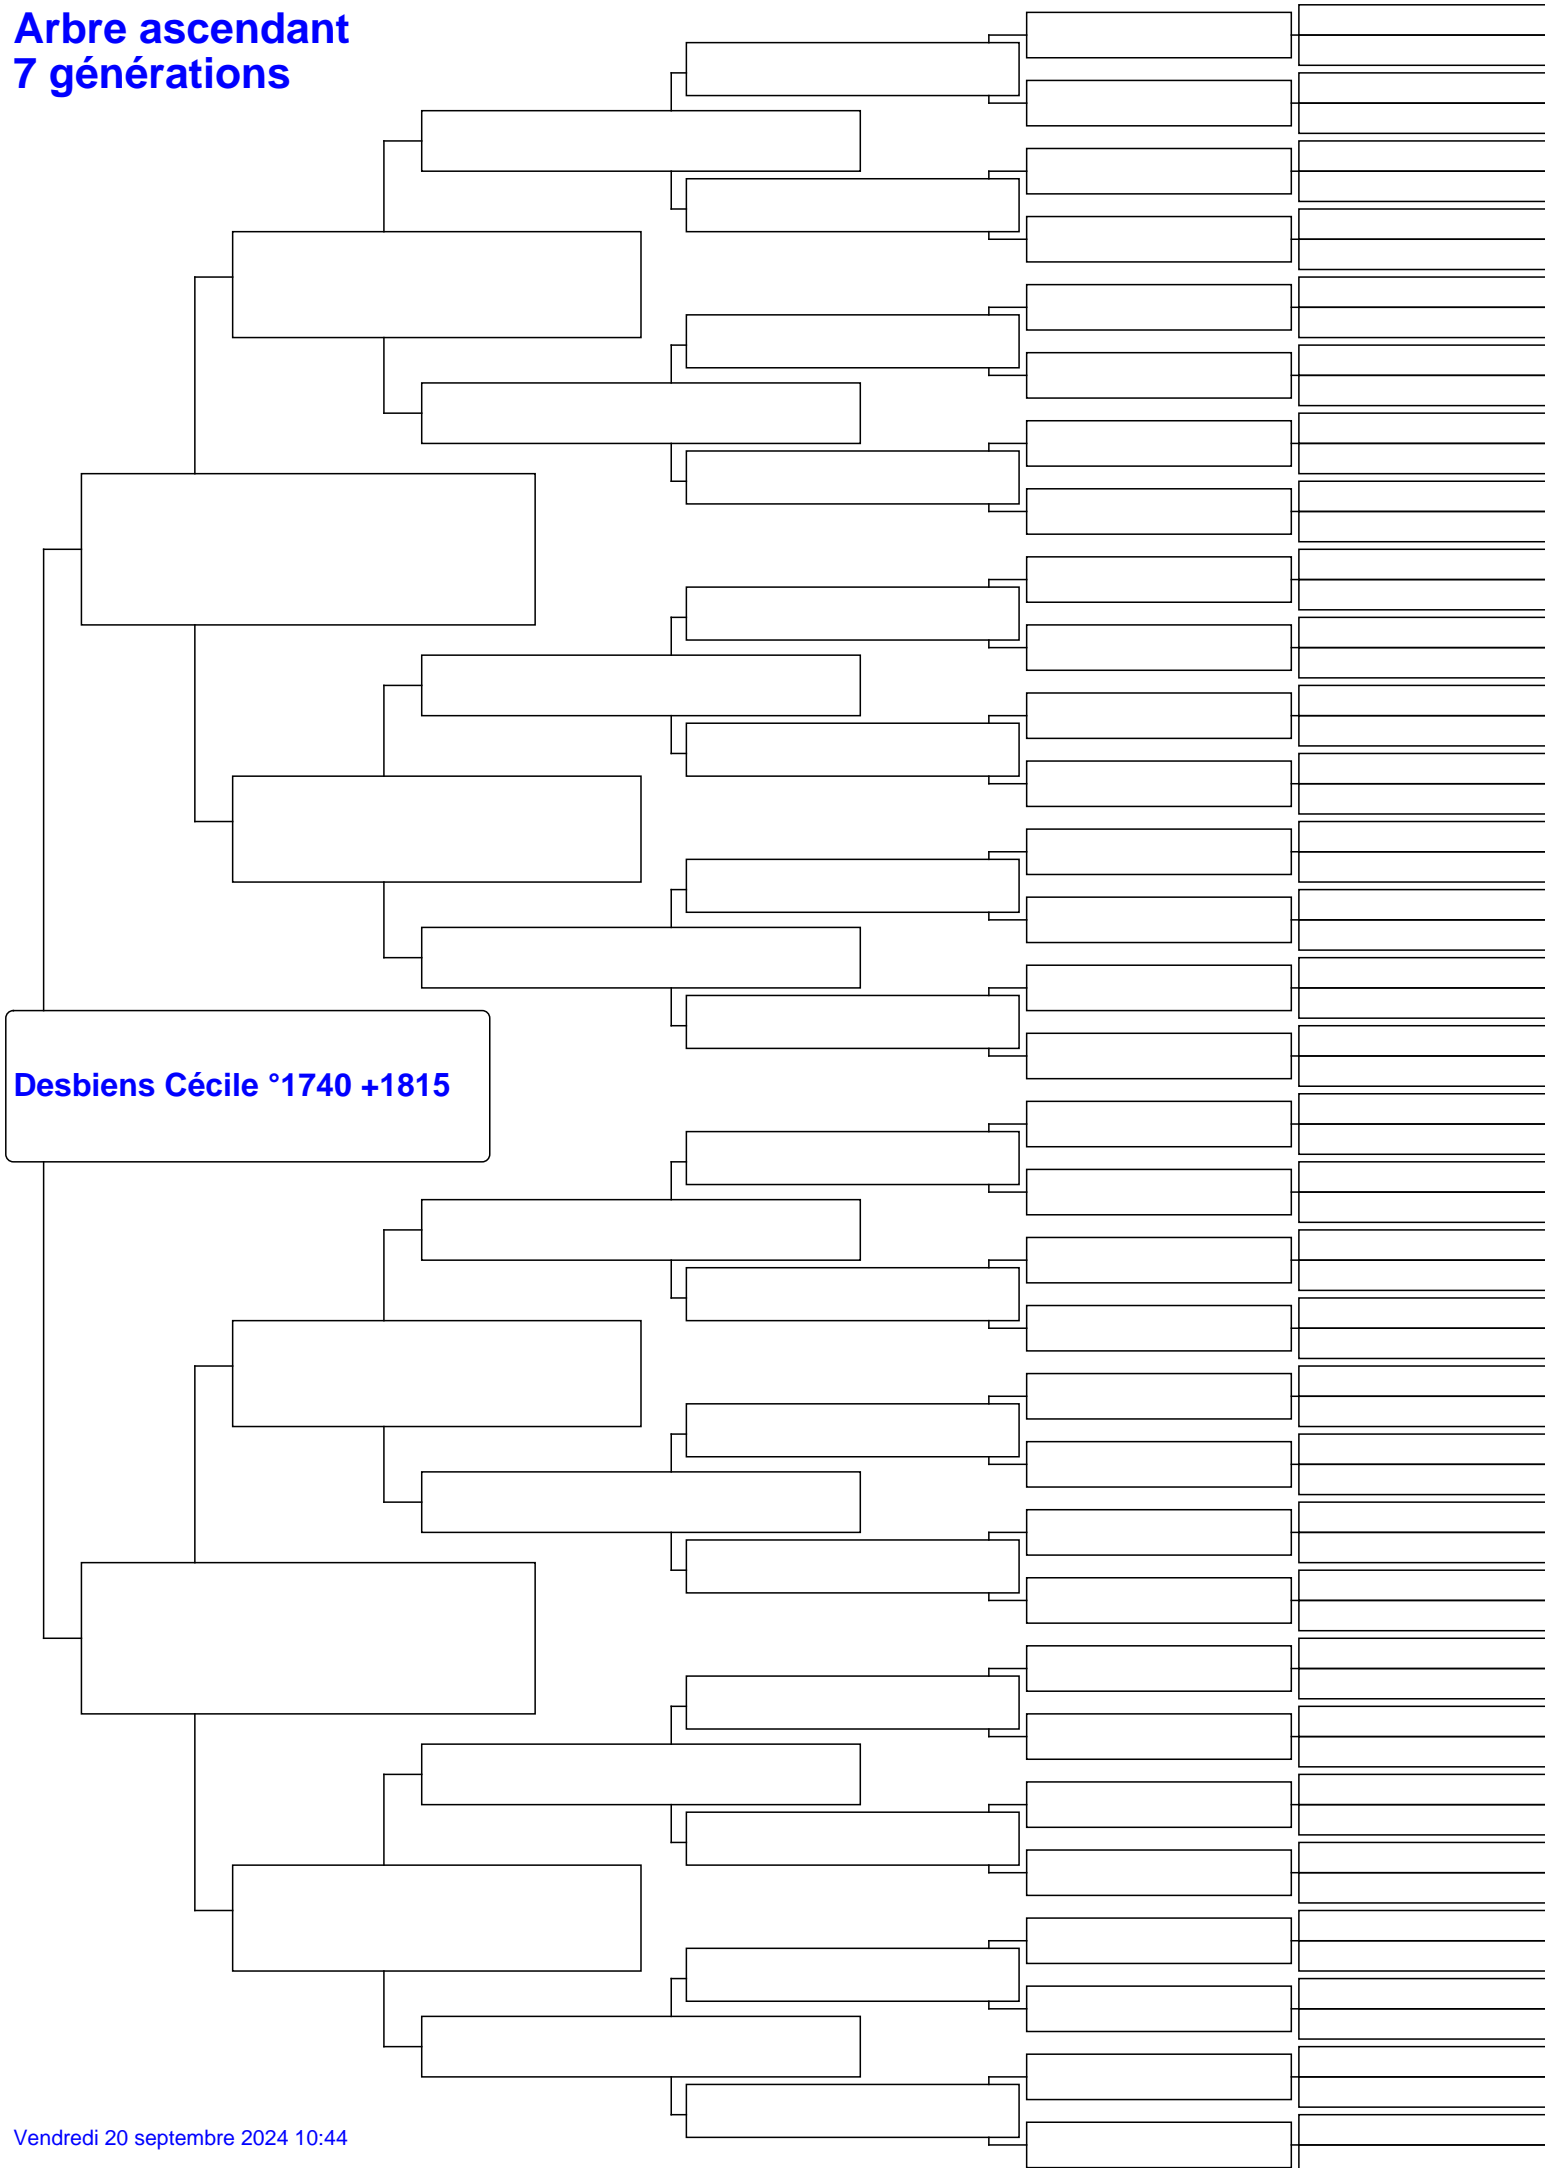 Arbre ascendant
7 générations
Desbiens Cécile °1740 +1815
Vendredi 20 septembre 2024 10:44